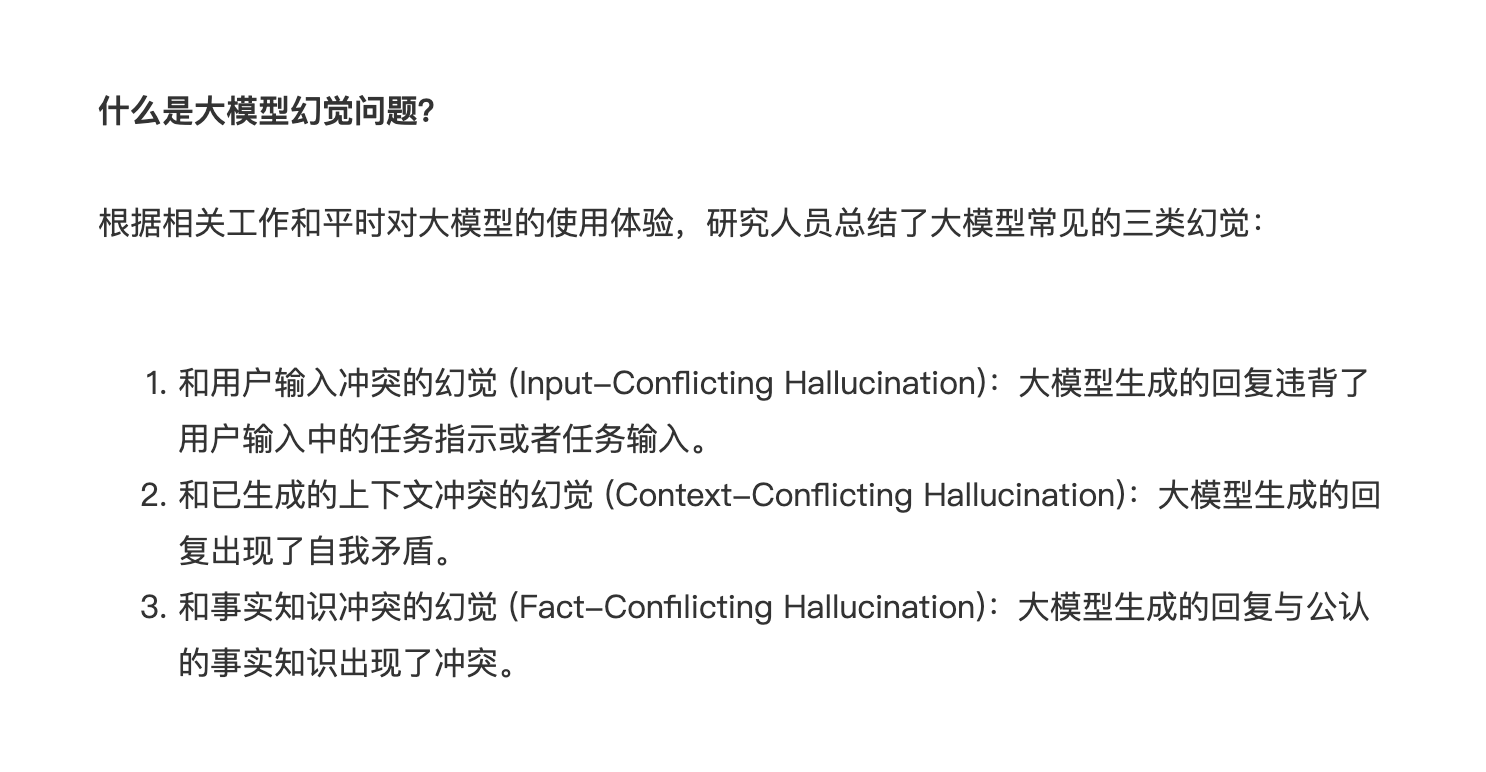 什么是大模型幻觉问题？
根据相关工作和平时对大模型的使用体验，研究人员总结了大模型常见的三类幻觉：
1. 和用户输入冲突的幻觉 (Input-Conflicting Hallucination)：大模型生成的回复违背了
用户输入中的任务指示或者任务输入。
2. 和已生成的上下文冲突的幻觉 (Context-Conflicting Hallucination)：大模型生成的回
复出现了自我矛盾。
3. 和事实知识冲突的幻觉 (Fact-Confilicting Hallucination)：大模型生成的回复与公认
的事实知识出现了冲突。